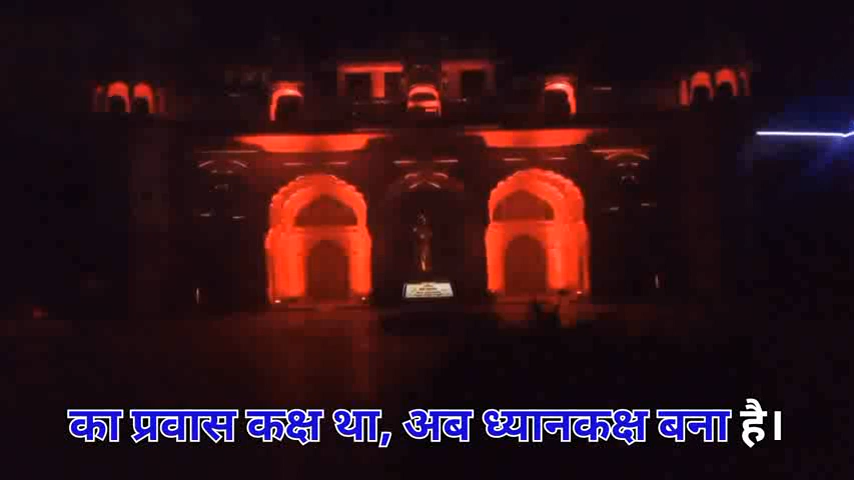 का प्रवास कक्ष था, अब ध्यानकक्ष बना है।